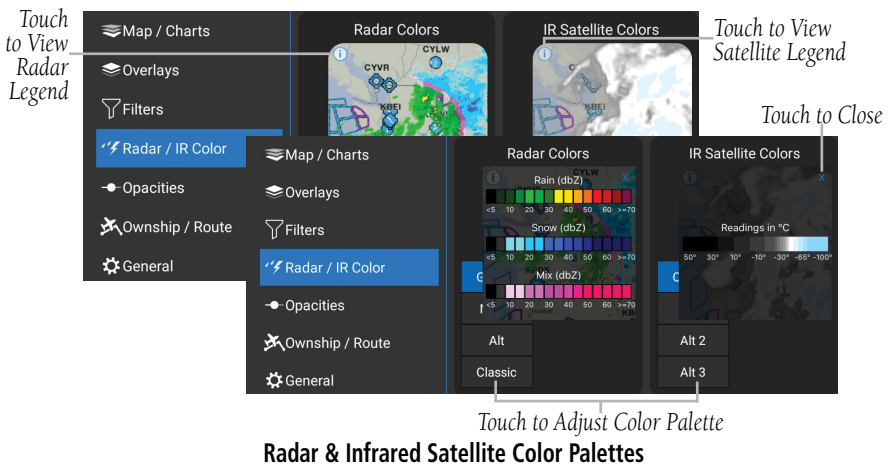 Touch
to View
Radar
Legend
Map / Charts
Overlays
Filters
Radar / IR Color
Opacities
Ownship / Route
General
Radar Colors
CYLW
CYVR
KBFI
IR Satellite Colors
Touch to View
Satellite Legend
Touch to Close
Map / Charts
Overlays
Filters
Radar / IR Color
Opacities
Ownship / Route
General
Radar Colors
CYLW
X
Rain (dbZ)
<5 10 20 30 40 50 60 >=70
Snow (dbZ)
<5 10 20 30 40 50 60 >=70
Mix (dbZ)
<5 10 20 30 40 50 60 >=70
Alt
Classic
IR Satellite Colors
X
Readings in °C
50° 30° 10° -10° -30° -65° -100°
Alt 2
Alt 3
Touch to Adjust Color Palette
Radar & Infrared Satellite Color Palettes